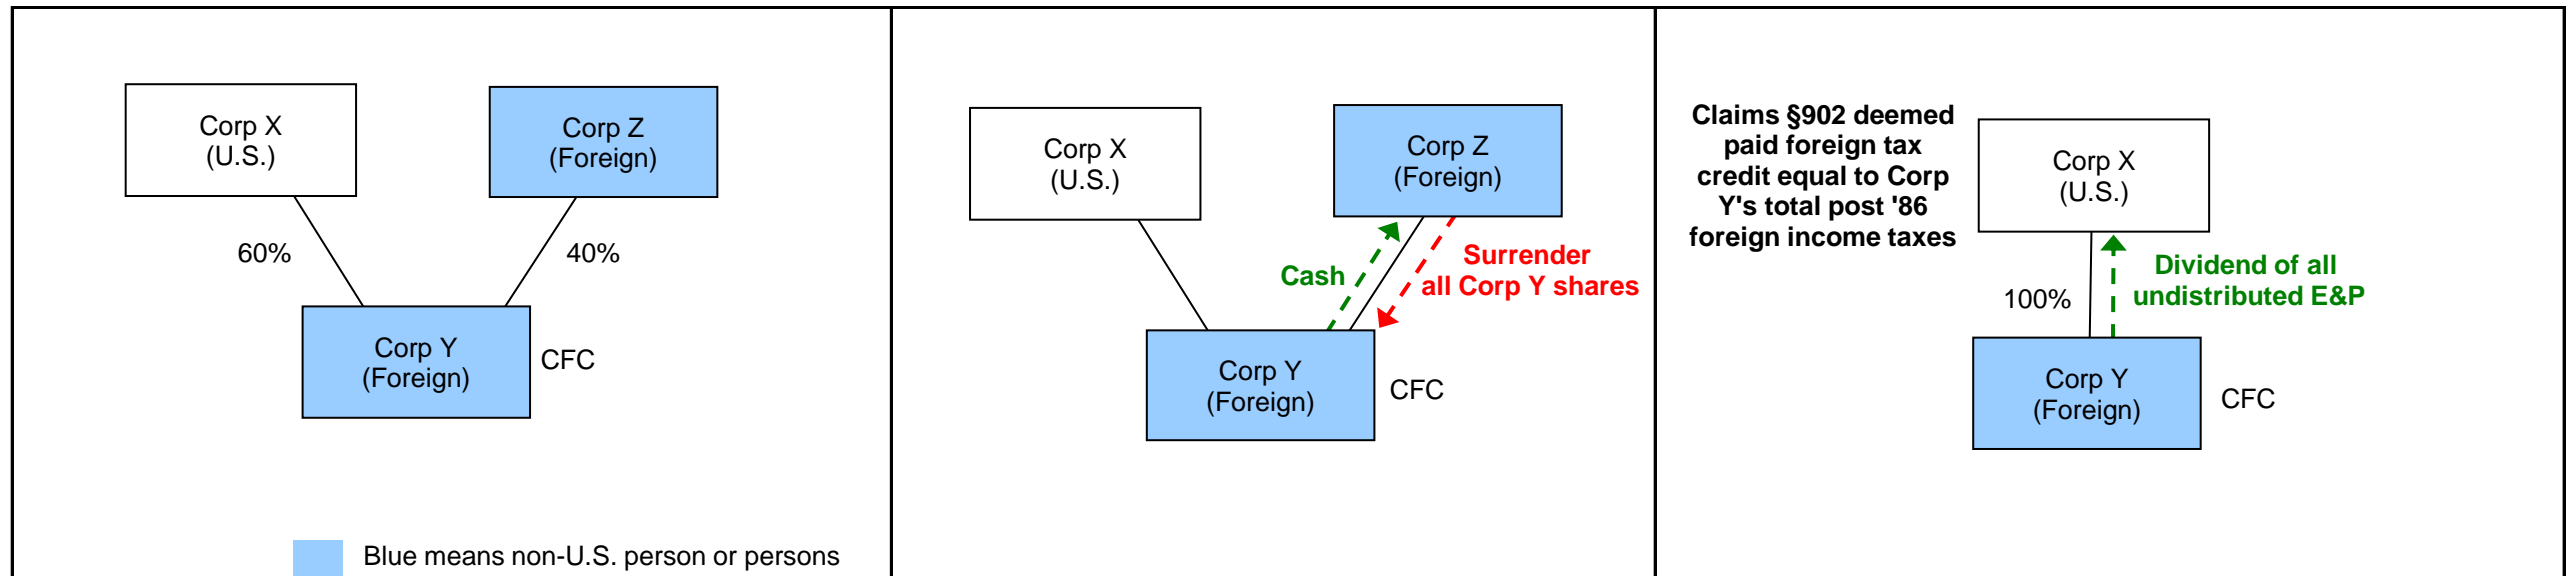 Corp X
(U.S.)
Corp Z
(Foreign)
60%
40%
Corp Y
(Foreign)
CFC
Blue means non-U.S. person or persons
Corp X
(U.S.)
Corp Z
(Foreign)
Cash
Surrender
all Corp Y shares
Corp Y
(Foreign)
CFC
Claims §902 deemed
paid foreign tax
credit equal to Corp
Y's total post '86
foreign income taxes
Corp X
(U.S.)
100%
Dividend of all
undistributed E&P
Corp Y
(Foreign)
CFC